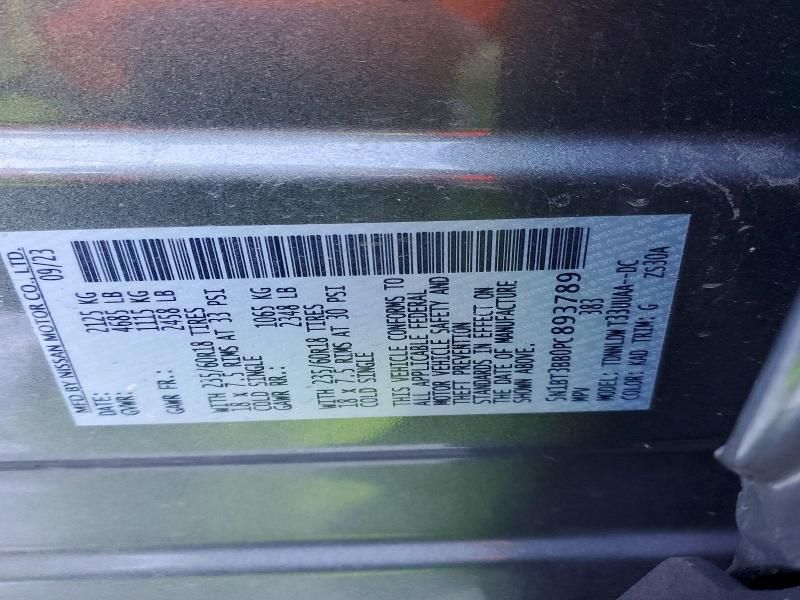 MFD BY NISSAN MOTOR CO., LTD.
DATE: 09/23
GVWR: 2125 KG
4685 LB
GAWR FR.: 1115 KG
2458 LB
WITH 235/60R18 TIRES
18 X 7.5 RIMS AT 33 PSI
COLD SINGLE
GAWR RR.: 1065 KG
2348 LB
WITH 235/60R18 TIRES
18 X 7.5 RIMS AT 30 PSI
COLD SINGLE
THIS VEHICLE CONFORMS TO
ALL APPLICABLE FEDERAL
MOTOR VEHICLE SAFETY AND
THEFT PREVENTION
STANDARDS IN EFFECT ON
THE DATE OF MANUFACTURE
SHOWN ABOVE.
5N1BT3BB0PC893789
MPV 383
MODEL:
COLOR: KAD TRIM: G ZS30A